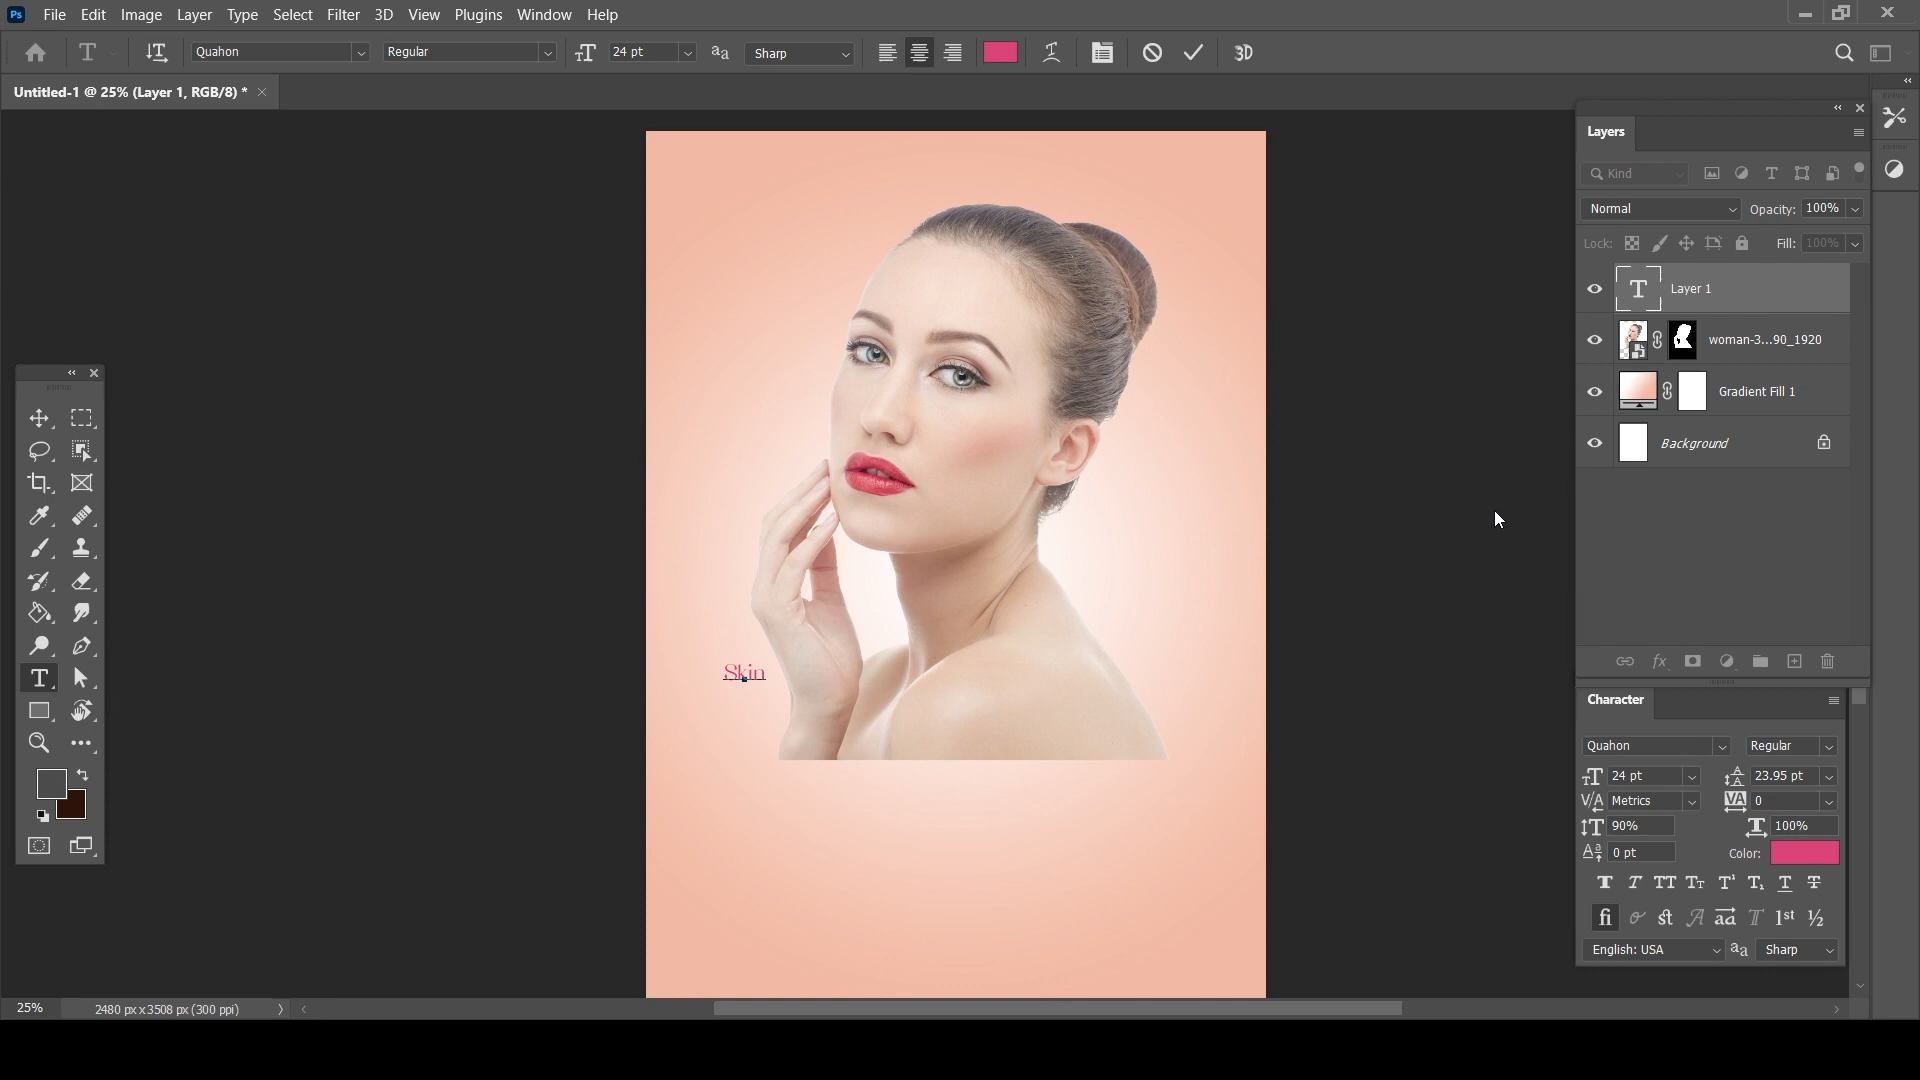 Ps File Edit Image Layer Type Select Filter 3D View Plugins Window Help
Quahon Regular 24 pt Sharp 3D
Untitled-1 @ 25% (Layer 1, RGB/8) *
Layers
Kind
Normal Opacity: 100%
Lock: Fill: 100%
Layer 1
woman-3...90_1920
Gradient Fill 1
Background
Skin
Character
Quahon Regular
24 pt 23.95 pt
Metrics 0
90% 100%
0 pt Color:
English: USA Sharp
25% 2480 px x 3508 px (300 ppi)